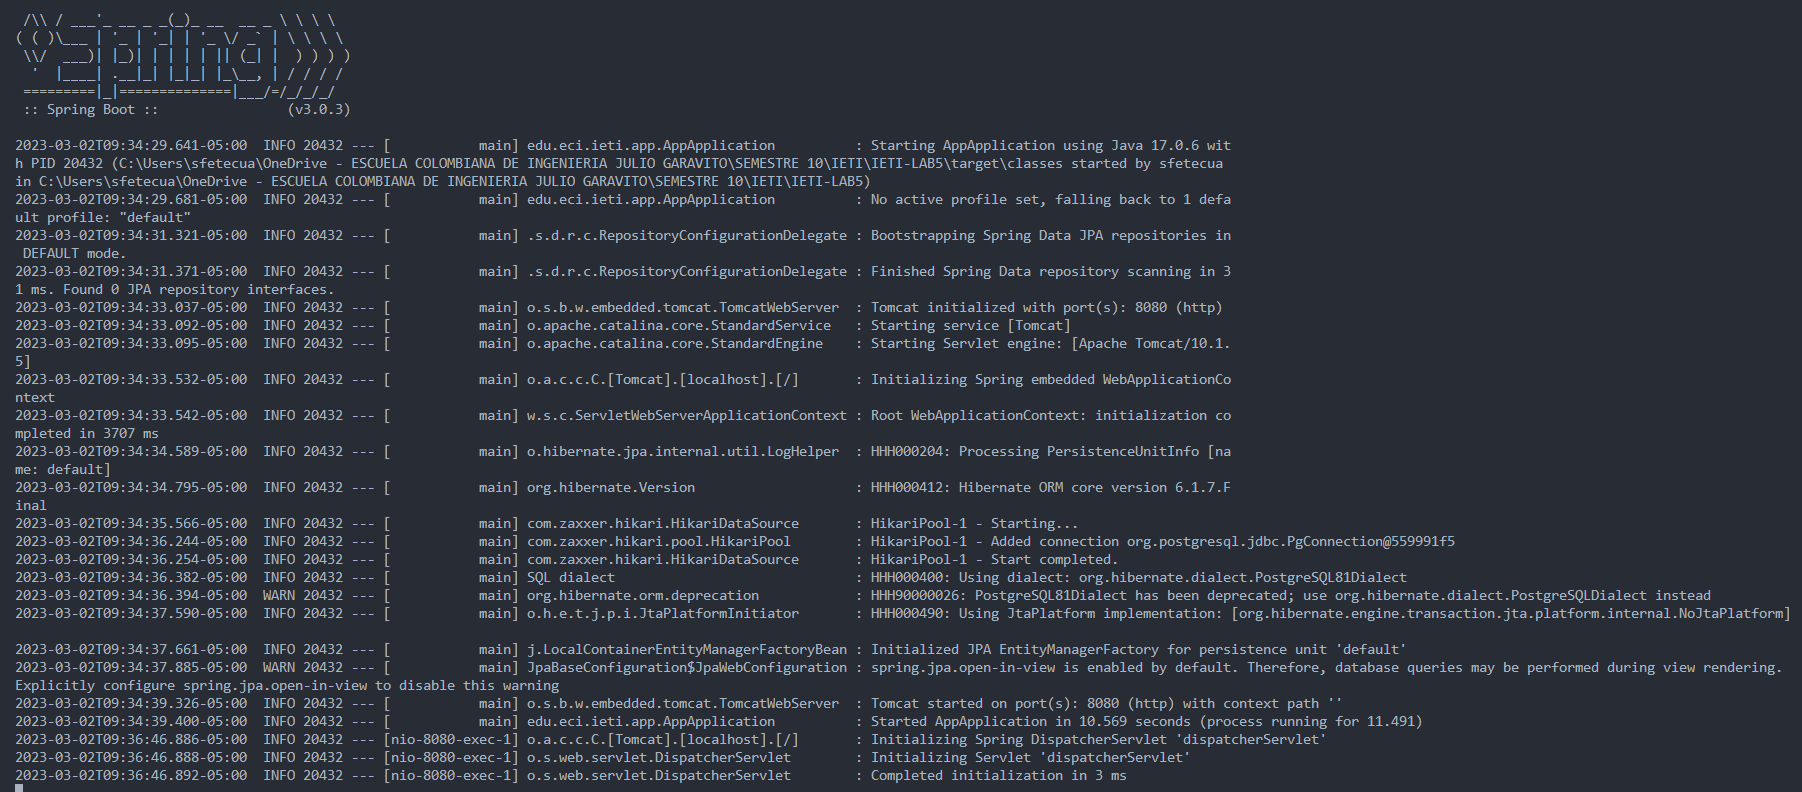 /\\ / ___'_ __ _ _(_)_ __  __ _ \ \ \ \
( ( )\___ | '_ | '_| | '_ \/ _` | \ \ \ \
 \\/  ___)| |_)| | | | | || (_| |  ) ) ) )
  '  |____| .__|_| |_|_| |_\__, | / / / /
 =========|_|==============|___/=/_/_/_/
 :: Spring Boot ::                (v3.0.3)
2023-03-02T09:34:29.641-05:00  INFO 20432 --- [           main] edu.eci.ieti.app.AppApplication          : Starting AppApplication using Java 17.0.6 wit
h PID 20432 (C:\Users\sfetecua\OneDrive - ESCUELA COLOMBIANA DE INGENIERIA JULIO GARAVITO\SEMESTRE 10\IETI\IETI-LAB5\target\classes started by sfetecua
in C:\Users\sfetecua\OneDrive - ESCUELA COLOMBIANA DE INGENIERIA JULIO GARAVITO\SEMESTRE 10\IETI\IETI-LAB5)
2023-03-02T09:34:29.681-05:00  INFO 20432 --- [           main] edu.eci.ieti.app.AppApplication          : No active profile set, falling back to 1 defa
ult profile: "default"
2023-03-02T09:34:31.321-05:00  INFO 20432 --- [           main] .s.d.r.c.RepositoryConfigurationDelegate : Bootstrapping Spring Data JPA repositories in
 DEFAULT mode.
2023-03-02T09:34:31.371-05:00  INFO 20432 --- [           main] .s.d.r.c.RepositoryConfigurationDelegate : Finished Spring Data repository scanning in 3
1 ms. Found 0 JPA repository interfaces.
2023-03-02T09:34:33.037-05:00  INFO 20432 --- [           main] o.s.b.w.embedded.tomcat.TomcatWebServer  : Tomcat initialized with port(s): 8080 (http)
2023-03-02T09:34:33.092-05:00  INFO 20432 --- [           main] o.apache.catalina.core.StandardService   : Starting service [Tomcat]
2023-03-02T09:34:33.095-05:00  INFO 20432 --- [           main] o.apache.catalina.core.StandardEngine    : Starting Servlet engine: [Apache Tomcat/10.1.
5]
2023-03-02T09:34:33.532-05:00  INFO 20432 --- [           main] o.a.c.c.C.[Tomcat].[localhost].[/]       : Initializing Spring embedded WebApplicationCo
ntext
2023-03-02T09:34:33.542-05:00  INFO 20432 --- [           main] w.s.c.ServletWebServerApplicationContext : Root WebApplicationContext: initialization co
mpleted in 3707 ms
2023-03-02T09:34:34.589-05:00  INFO 20432 --- [           main] o.hibernate.jpa.internal.util.LogHelper  : HHH000204: Processing PersistenceUnitInfo [na
me: default]
2023-03-02T09:34:34.795-05:00  INFO 20432 --- [           main] org.hibernate.Version                    : HHH000412: Hibernate ORM core version 6.1.7.F
inal
2023-03-02T09:34:35.566-05:00  INFO 20432 --- [           main] com.zaxxer.hikari.HikariDataSource       : HikariPool-1 - Starting...
2023-03-02T09:34:36.244-05:00  INFO 20432 --- [           main] com.zaxxer.hikari.pool.HikariPool        : HikariPool-1 - Added connection org.postgresql.jdbc.PgConnection@559991f5
2023-03-02T09:34:36.254-05:00  INFO 20432 --- [           main] com.zaxxer.hikari.HikariDataSource       : HikariPool-1 - Start completed.
2023-03-02T09:34:36.382-05:00  INFO 20432 --- [           main] SQL dialect                              : HHH000400: Using dialect: org.hibernate.dialect.PostgreSQL81Dialect
2023-03-02T09:34:36.394-05:00  WARN 20432 --- [           main] org.hibernate.orm.deprecation            : HHH90000026: PostgreSQL81Dialect has been deprecated; use org.hibernate.dialect.PostgreSQLDialect instead
2023-03-02T09:34:37.590-05:00  INFO 20432 --- [           main] o.h.e.t.j.p.i.JtaPlatformInitiator       : HHH000490: Using JtaPlatform implementation: [org.hibernate.engine.transaction.jta.platform.internal.NoJtaPlatform]
2023-03-02T09:34:37.661-05:00  INFO 20432 --- [           main] j.LocalContainerEntityManagerFactoryBean : Initialized JPA EntityManagerFactory for persistence unit 'default'
2023-03-02T09:34:37.885-05:00  WARN 20432 --- [           main] JpaBaseConfiguration$JpaWebConfiguration : spring.jpa.open-in-view is enabled by default. Therefore, database queries may be performed during view rendering.
Explicitly configure spring.jpa.open-in-view to disable this warning
2023-03-02T09:34:39.326-05:00  INFO 20432 --- [           main] o.s.b.w.embedded.tomcat.TomcatWebServer  : Tomcat started on port(s): 8080 (http) with context path ''
2023-03-02T09:34:39.400-05:00  INFO 20432 --- [           main] edu.eci.ieti.app.AppApplication          : Started AppApplication in 10.569 seconds (process running for 11.491)
2023-03-02T09:36:46.886-05:00  INFO 20432 --- [nio-8080-exec-1] o.a.c.c.C.[Tomcat].[localhost].[/]       : Initializing Spring DispatcherServlet 'dispatcherServlet'
2023-03-02T09:36:46.888-05:00  INFO 20432 --- [nio-8080-exec-1] o.s.web.servlet.DispatcherServlet        : Initializing Servlet 'dispatcherServlet'
2023-03-02T09:36:46.892-05:00  INFO 20432 --- [nio-8080-exec-1] o.s.web.servlet.DispatcherServlet        : Completed initialization in 3 ms